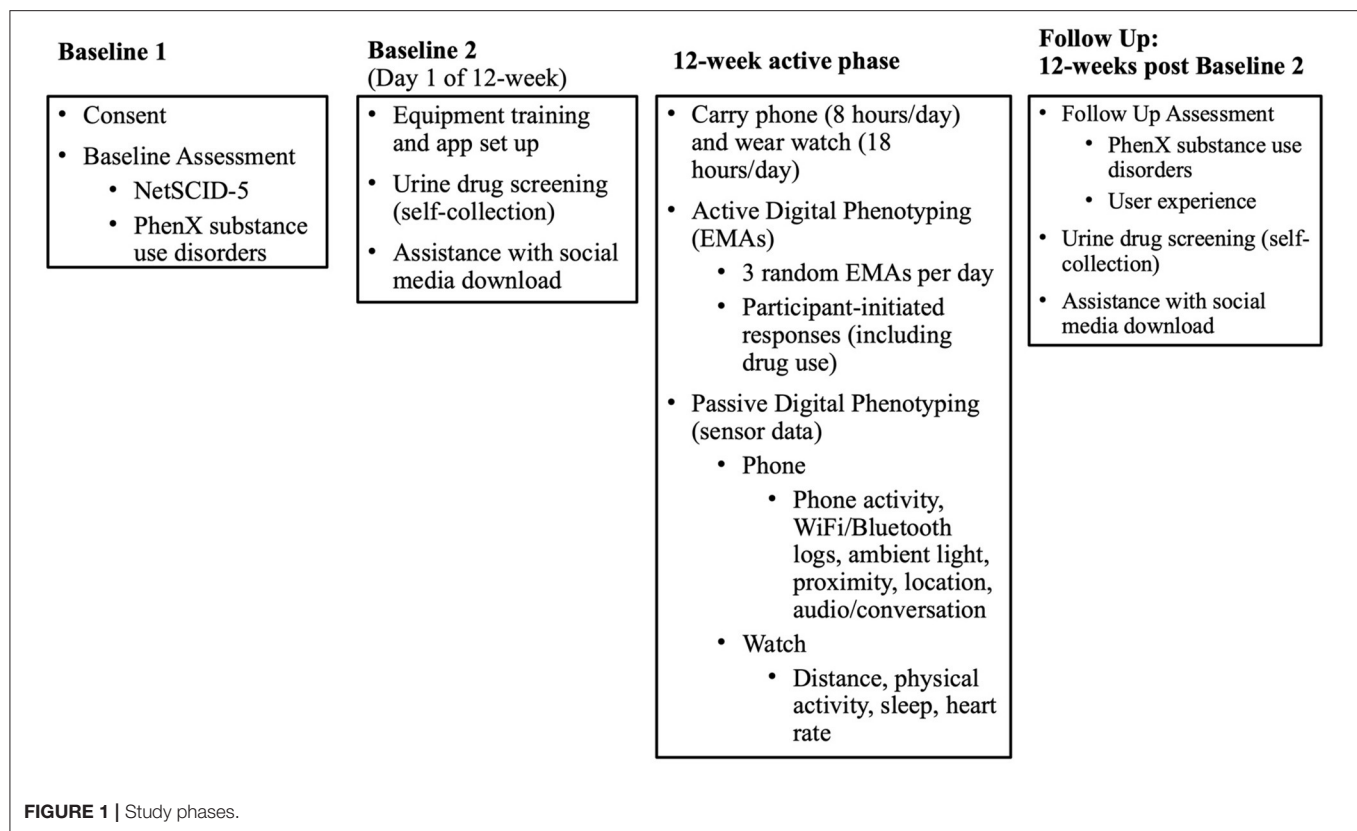 Baseline 1
• Consent
• Baseline Assessment
• NetSCID-5
• PhenX substance
use disorders
Baseline 2
(Day 1 of 12-week)
• Equipment training
and app set up
• Urine drug screening
(self-collection)
• Assistance with social
media download
12-week active phase
• Carry phone (8 hours/day)
and wear watch (18
hours/day)
• Active Digital Phenotyping
(EMAs)
• 3 random EMAs per day
• Participant-initiated
responses (including
drug use)
• Passive Digital Phenotyping
(sensor data)
• Phone
• Phone activity,
WiFi/Bluetooth
logs, ambient light,
proximity, location,
audio/conversation
• Watch
• Distance, physical
activity, sleep, heart
rate
Follow Up:
12-weeks post Baseline 2
• Follow Up Assessment
• PhenX substance use
disorders
• User experience
• Urine drug screening (self-
collection)
• Assistance with social
media download
FIGURE 1 | Study phases.